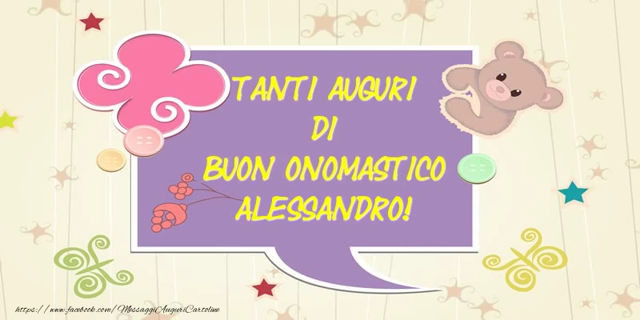 TANTI AUGURI
DI
BUON ONOMASTICO
ALESSANDRO!
https://www.facebook.com/MessaggiAuguriCartoline